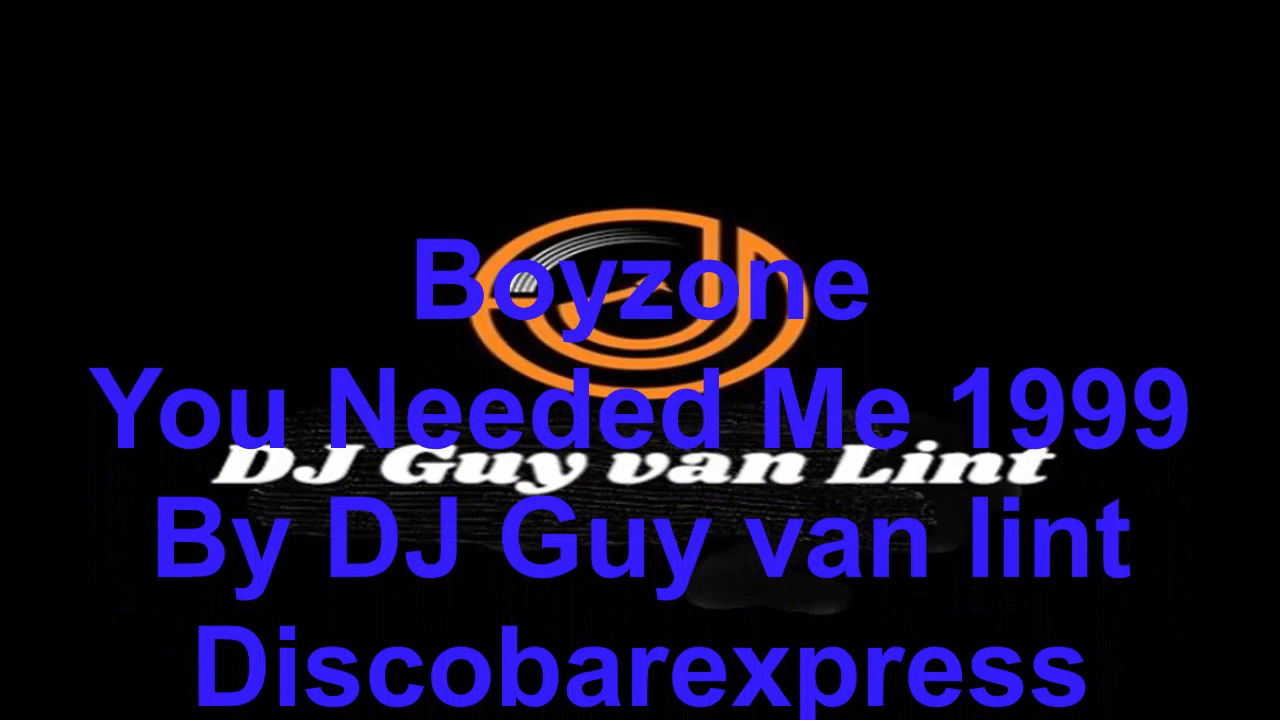 Boyzone
You Needed Me 1999
DJ Guy van Lint
By DJ Guy van lint
Discobarexpress